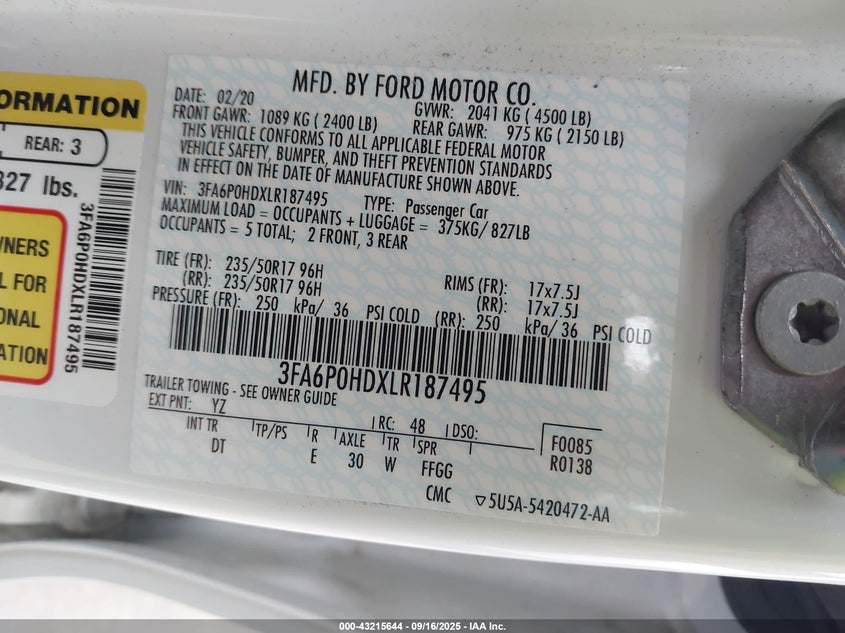 ORMATION
REAR: 3
327 lbs.
WNERS
L FOR
ONAL
ATION
3FA6P0HDXLR187495
MFD. BY FORD MOTOR CO.
DATE: 02/20 GVWR: 2041 KG ( 4500 LB)
FRONT GAWR: 1089 KG ( 2400 LB) REAR GAWR: 975 KG ( 2150 LB)
THIS VEHICLE CONFORMS TO ALL APPLICABLE FEDERAL MOTOR
VEHICLE SAFETY, BUMPER, AND THEFT PREVENTION STANDARDS
IN EFFECT ON THE DATE OF MANUFACTURE SHOWN ABOVE.
VIN: 3FA6P0HDXLR187495 TYPE: Passenger Car
MAXIMUM LOAD = OCCUPANTS + LUGGAGE = 375KG/ 827LB
OCCUPANTS = 5 TOTAL; 2 FRONT, 3 REAR
TIRE (FR): 235/50R17 96H RIMS (FR): 17x7.5J
(RR): 235/50R17 96H (RR): 17x7.5J
PRESSURE (FR): 250 kPa/ 36 PSI COLD (RR): 250 kPa/ 36 PSI COLD
3FA6P0HDXLR187495
TRAILER TOWING - SEE OWNER GUIDE
EXT PNT: YZ RC: 48 DSO: F0085
INT TR TP/PS R AXLE TR SPR R0138
DT E 30 W FFGG
CMC ▽5U5A-5420472-AA
000-43215644 - 09/16/2025 - IAA Inc.